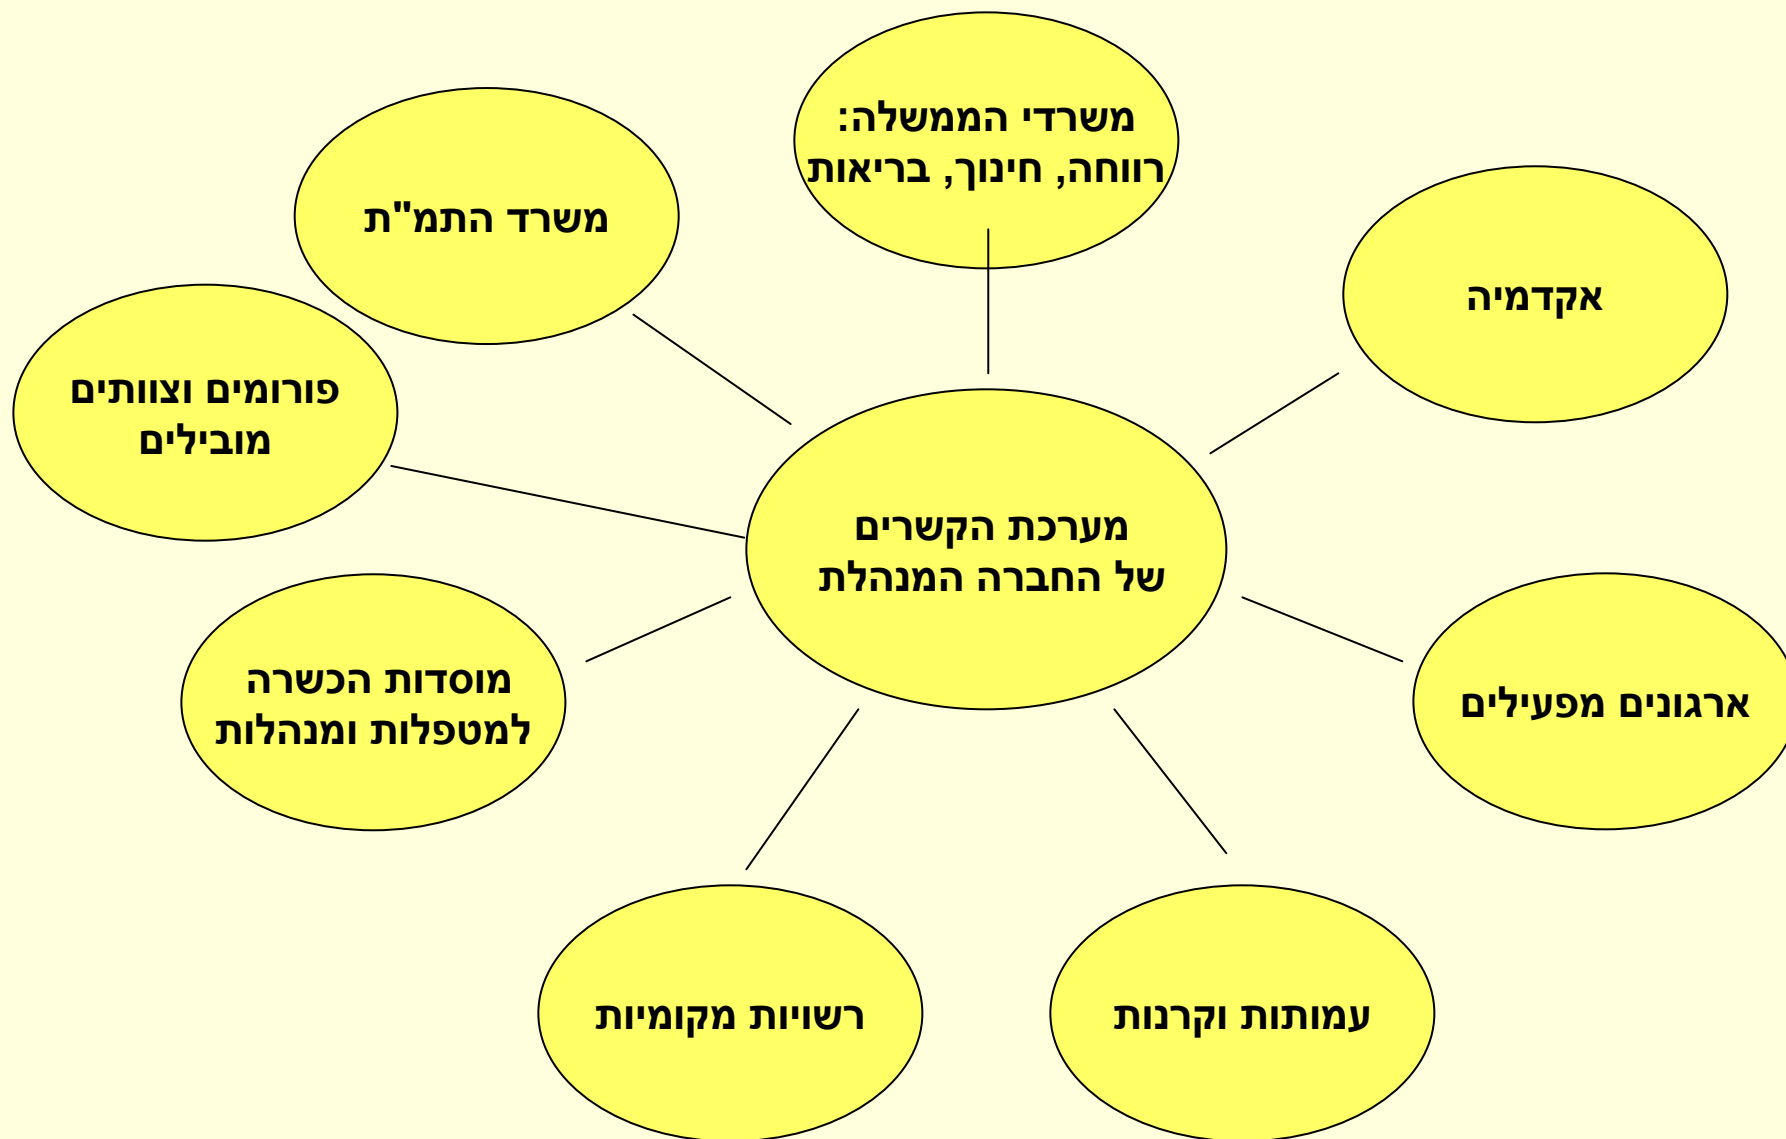 משרדי הממשלה:
רווחה, חינוך, בריאות
משרד התמ"ת
אקדמיה
פורומים וצוותים
מובילים
מערכת הקשרים
של החברה המנהלת
מוסדות הכשרה
למטפלות ומנהלות
ארגונים מפעילים
רשויות מקומיות
עמותות וקרנות